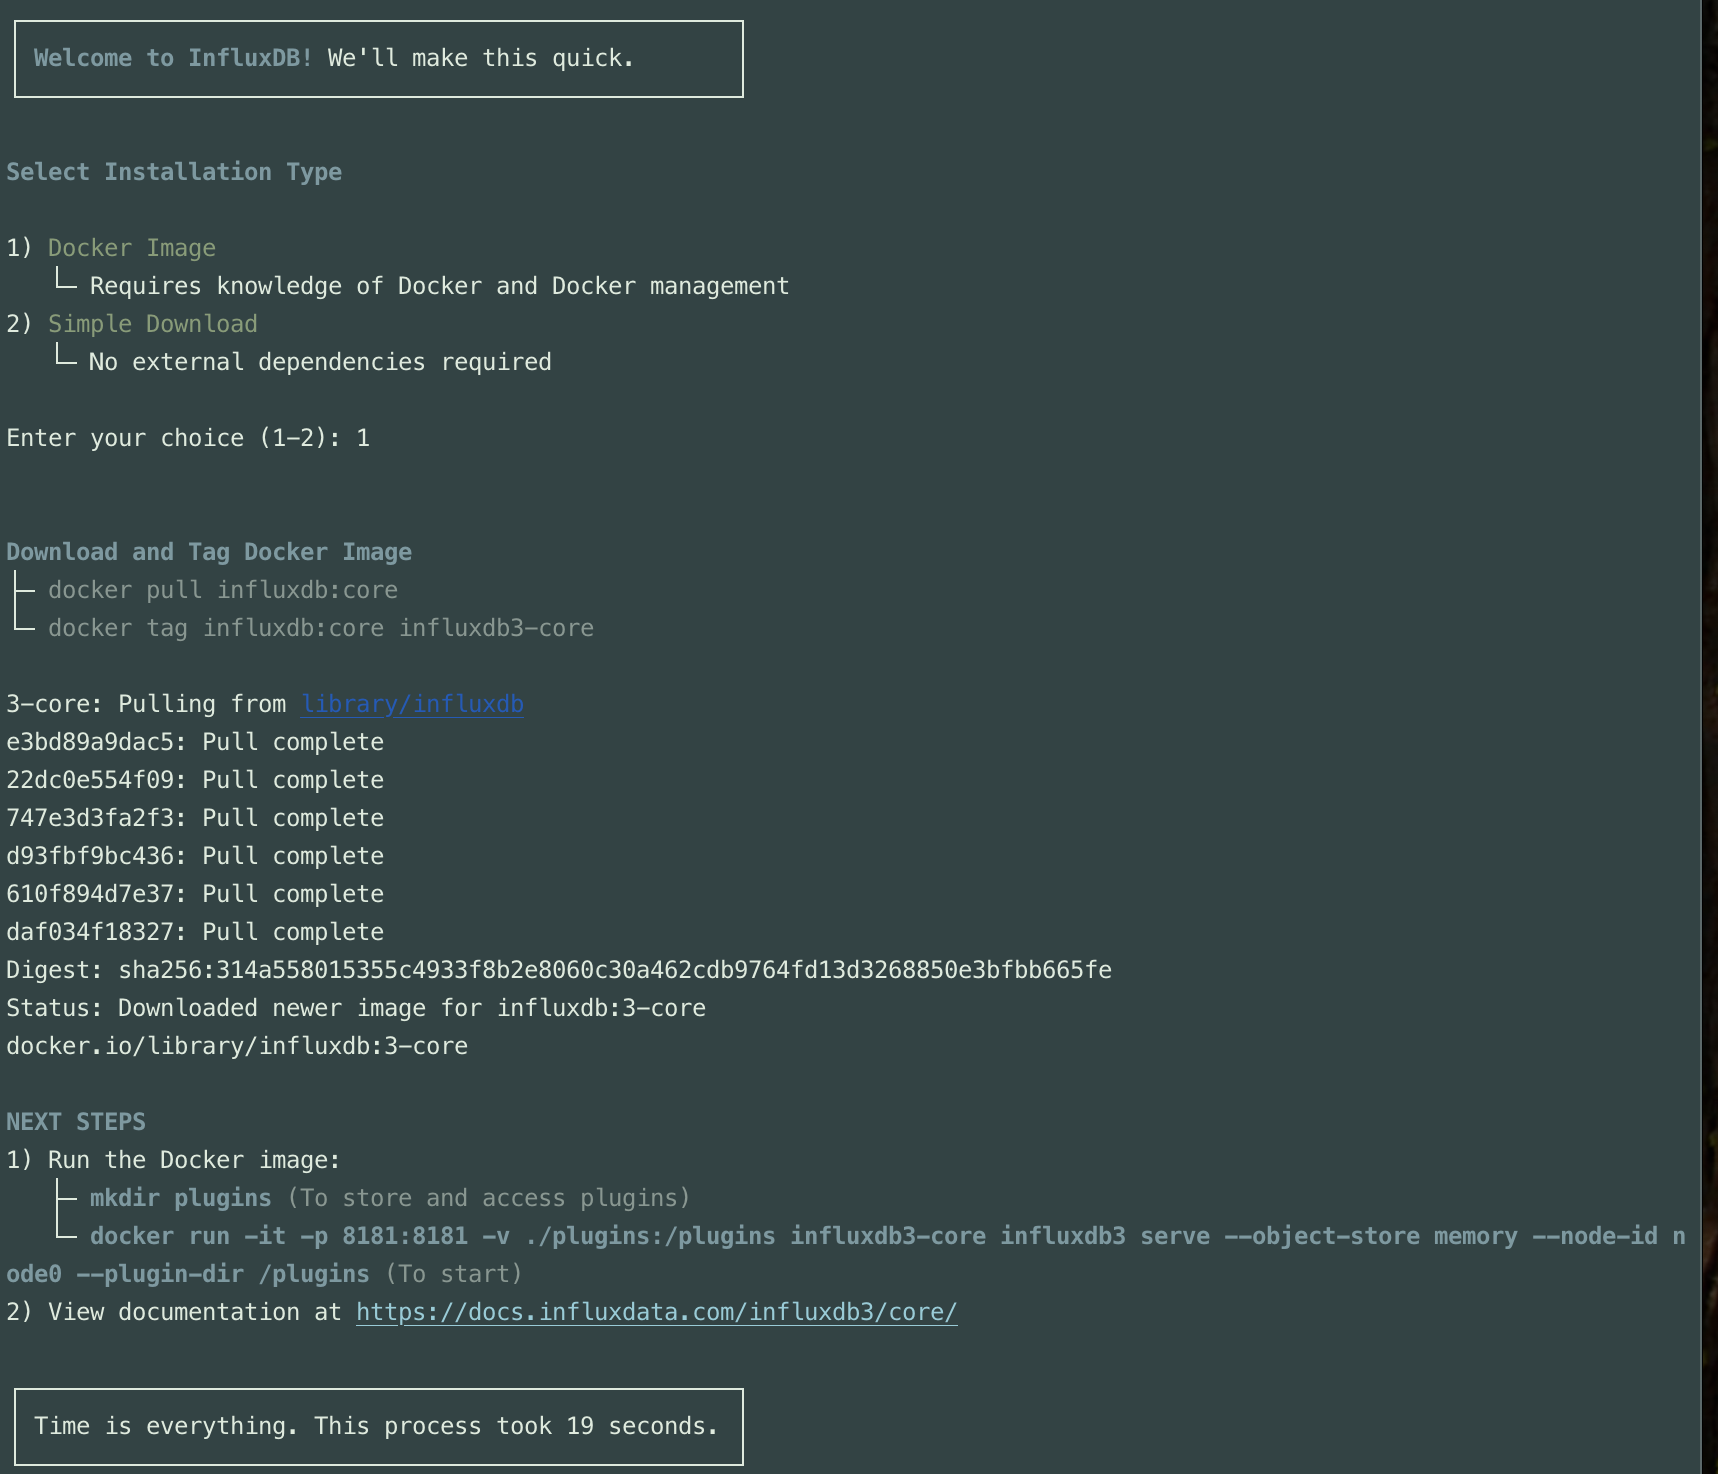 Welcome to InfluxDB! We'll make this quick.
Select Installation Type
1) Docker Image
└─ Requires knowledge of Docker and Docker management
2) Simple Download
└─ No external dependencies required
Enter your choice (1-2): 1
Download and Tag Docker Image
├─ docker pull influxdb:core
└─ docker tag influxdb:core influxdb3-core
3-core: Pulling from library/influxdb
e3bd89a9dac5: Pull complete
22dc0e554f09: Pull complete
747e3d3fa2f3: Pull complete
d93fbf9bc436: Pull complete
610f894d7e37: Pull complete
daf034f18327: Pull complete
Digest: sha256:314a558015355c4933f8b2e8060c30a462cdb9764fd13d3268850e3bfbb665fe
Status: Downloaded newer image for influxdb:3-core
docker.io/library/influxdb:3-core
NEXT STEPS
1) Run the Docker image:
├─ mkdir plugins (To store and access plugins)
└─ docker run -it -p 8181:8181 -v ./plugins:/plugins influxdb3-core influxdb3 serve --object-store memory --node-id n
ode0 --plugin-dir /plugins (To start)
2) View documentation at https://docs.influxdata.com/influxdb3/core/
Time is everything. This process took 19 seconds.